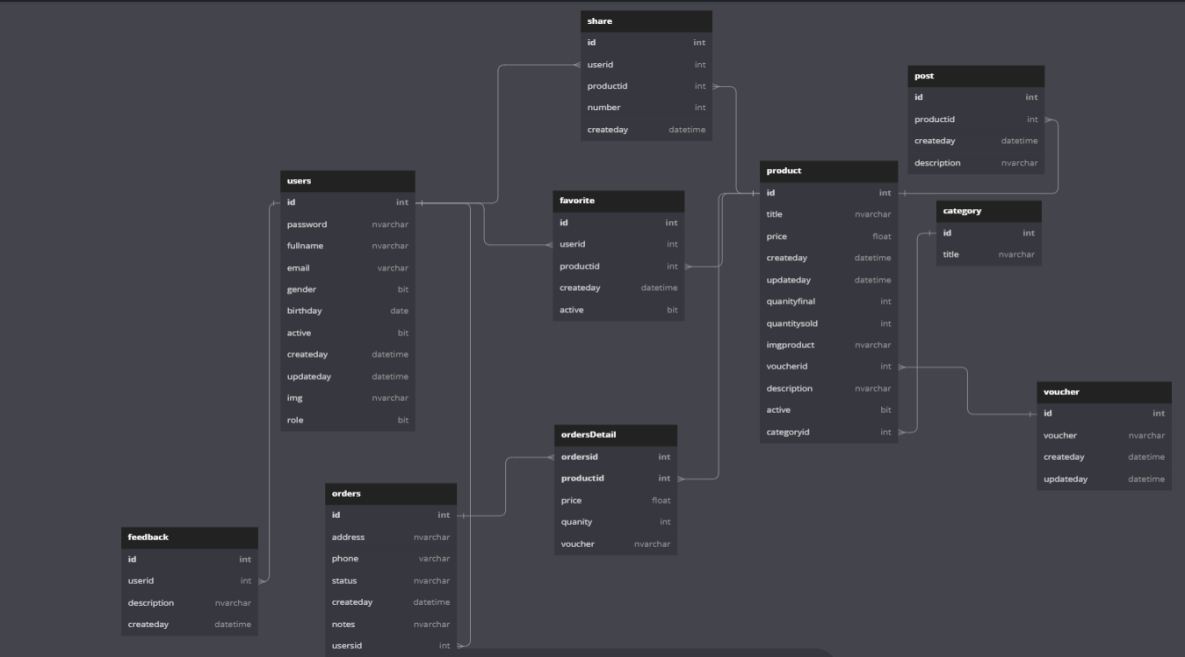 share
id int
userid int
productid int
number int
createday datetime
post
id int
productid int
createday datetime
description nvarchar
users
id int
password nvarchar
fullname nvarchar
email varchar
gender bit
birthday date
active bit
createday datetime
updateday datetime
img nvarchar
role bit
favorite
id int
userid int
productid int
createday datetime
active bit
product
id int
title nvarchar
price float
createday datetime
updateday datetime
quanityfinal int
quantitysold int
imgproduct nvarchar
voucherid int
description nvarchar
active bit
categoryid int
category
id int
title nvarchar
voucher
id int
voucher nvarchar
createday datetime
updateday datetime
ordersDetail
ordersid int
productid int
price float
quanity int
voucher nvarchar
orders
id int
address nvarchar
phone varchar
status nvarchar
createday datetime
notes nvarchar
usersid int
feedback
id int
userid int
description nvarchar
createday datetime